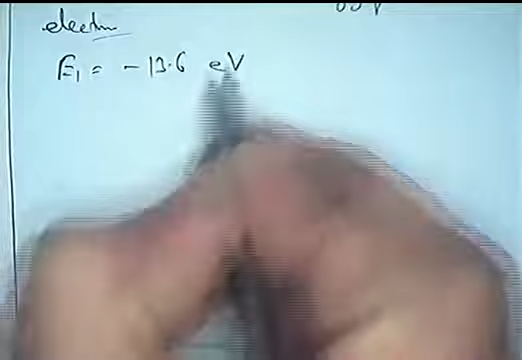 electron
E₁ = -13.6 eV